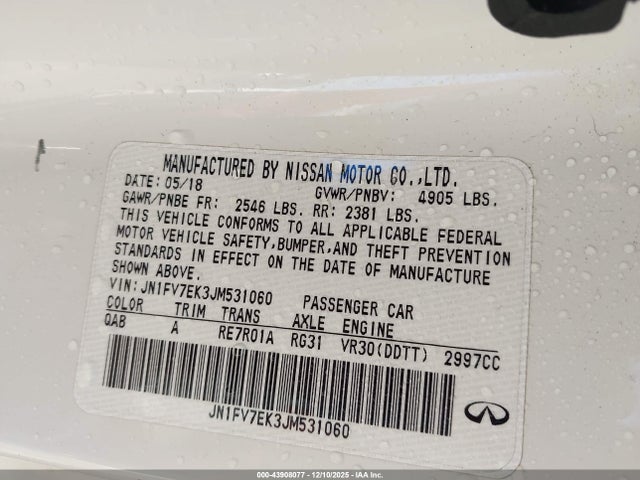 MANUFACTURED BY NISSAN MOTOR CO.,LTD.
DATE: 05/18 GVWR/PNBV: 4905 LBS.
GAWR/PNBE FR: 2546 LBS. RR: 2381 LBS.
THIS VEHICLE CONFORMS TO ALL APPLICABLE FEDERAL
MOTOR VEHICLE SAFETY,BUMPER,AND THEFT PREVENTION
STANDARDS IN EFFECT ON THE DATE OF MANUFACTURE
SHOWN ABOVE.
VIN:JN1FV7EK3JM531060 PASSENGER CAR
COLOR TRIM TRANS AXLE ENGINE
QAB A RE7R01A RG31 VR30(DDTT) 2997CC
JN1FV7EK3JM531060
000-43908077 - 12/10/2025 - IAA, Inc.